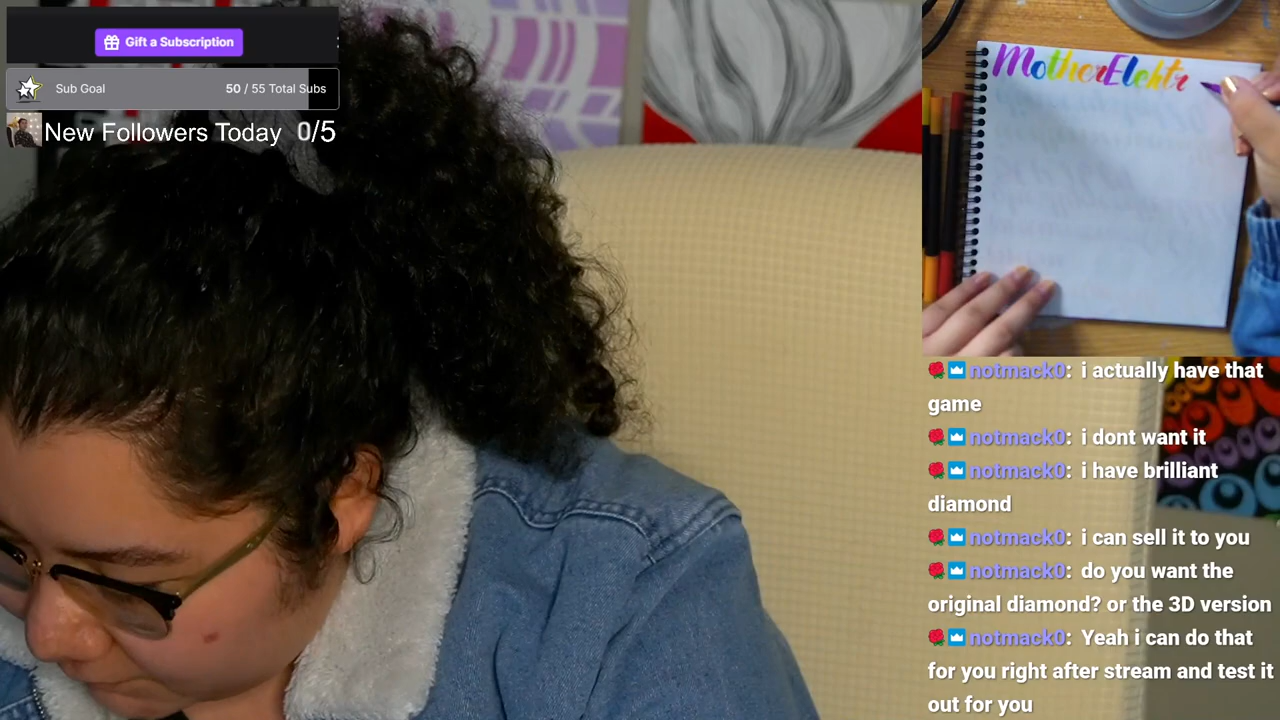 Gift a Subscription
Sub Goal 50 / 55 Total Subs
New Followers Today 0/5
MotherElektr
notmack0: i actually have that
game
notmack0: i dont want it
notmack0: i have brilliant
diamond
notmack0: i can sell it to you
notmack0: do you want the
original diamond? or the 3D version
notmack0: Yeah i can do that
for you right after stream and test it
out for you